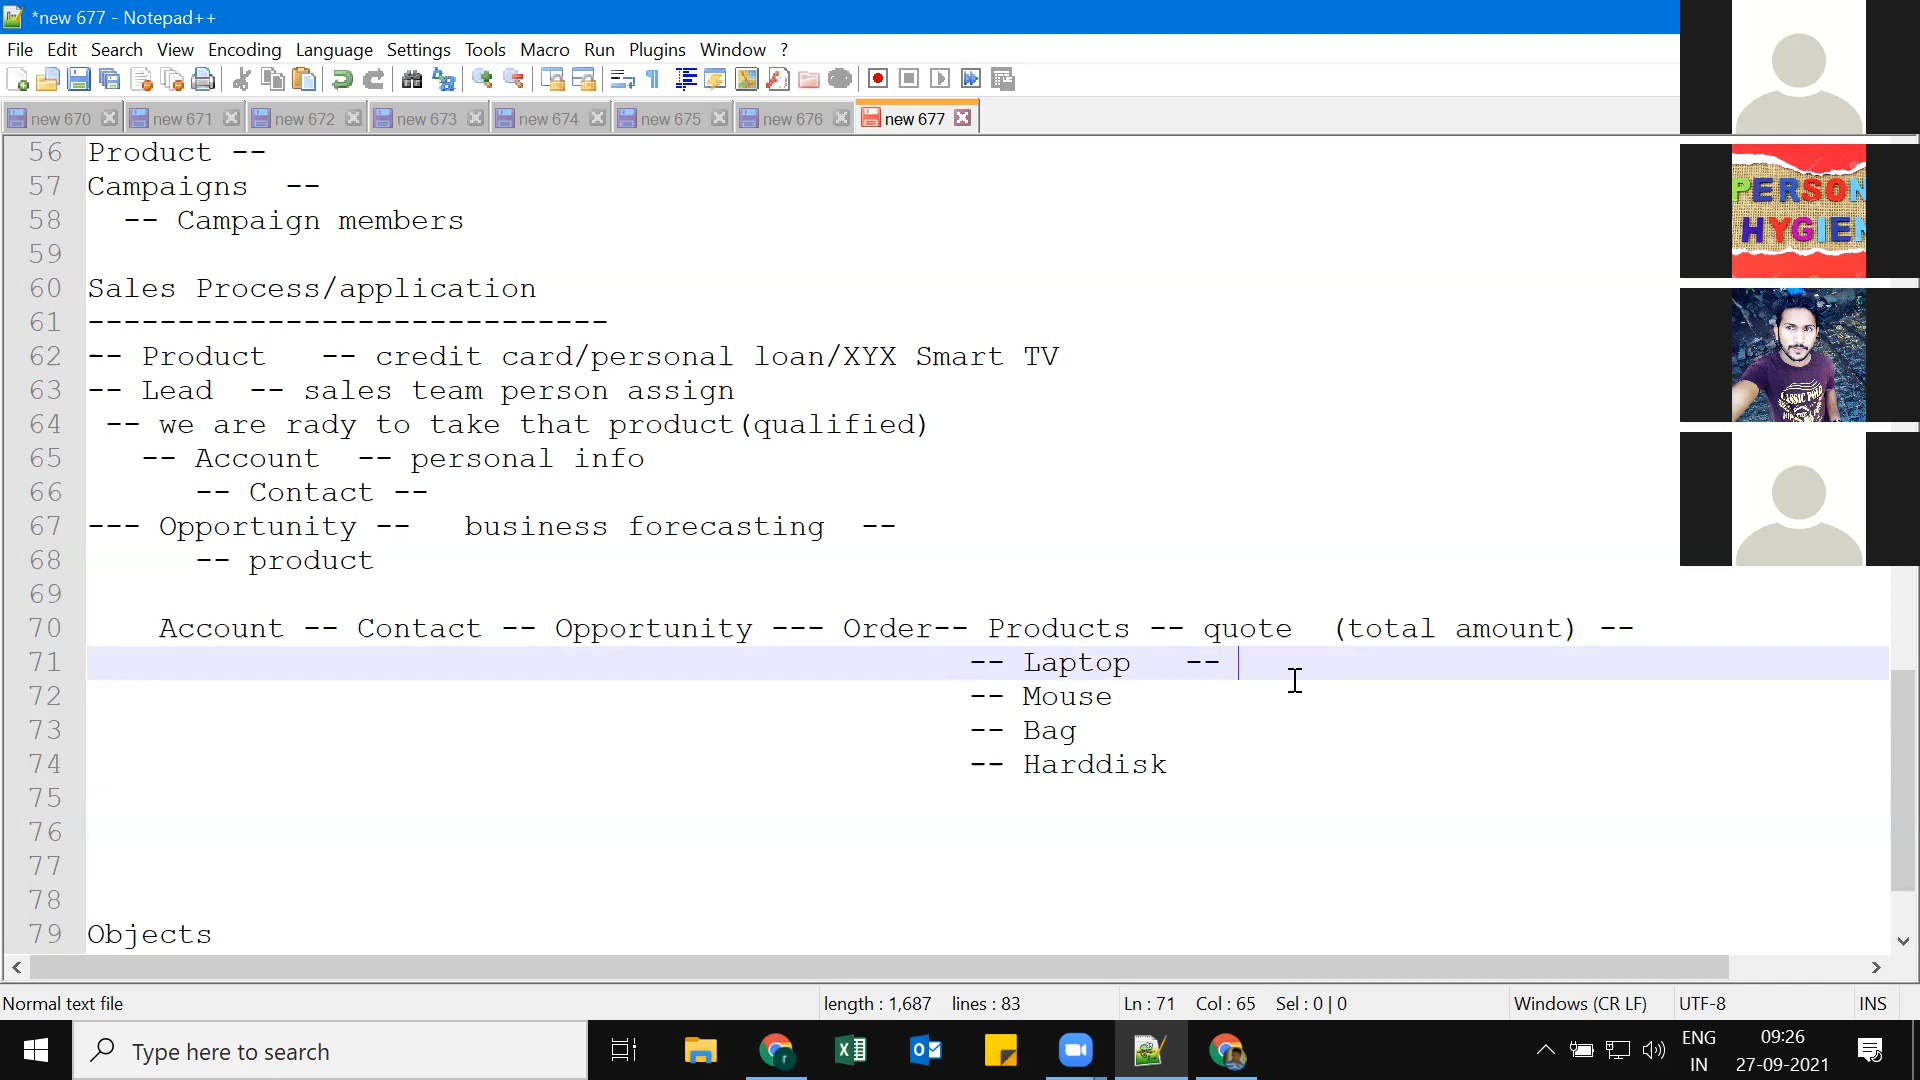 *new 677 - Notepad++
File Edit Search View Encoding Language Settings Tools Macro Run Plugins Window ?
new 670 new 671 new 672 new 673 new 674 new 675 new 676 new 677
56 Product --
57 Campaigns  --
58   -- Campaign members
59
60 Sales Process/application
61 -----------------------------
62 -- Product   -- credit card/personal loan/XYX Smart TV
63 -- Lead  -- sales team person assign
64  -- we are rady to take that product(qualified)
65    -- Account  -- personal info
66       -- Contact --
67 --- Opportunity --   business forecasting  --
68       -- product
69
70     Account -- Contact -- Opportunity --- Order-- Products -- quote  (total amount) --
71 -- Laptop   --
72 -- Mouse
73 -- Bag
74 -- Harddisk
75
76
77
78
79 Objects
Normal text file length : 1,687 lines : 83 Ln : 71 Col : 65 Sel : 0 | 0 Windows (CR LF) UTF-8 INS
Type here to search
ENG
IN
09:26
27-09-2021
PERSON
HYGIE
CLASSIC POLO